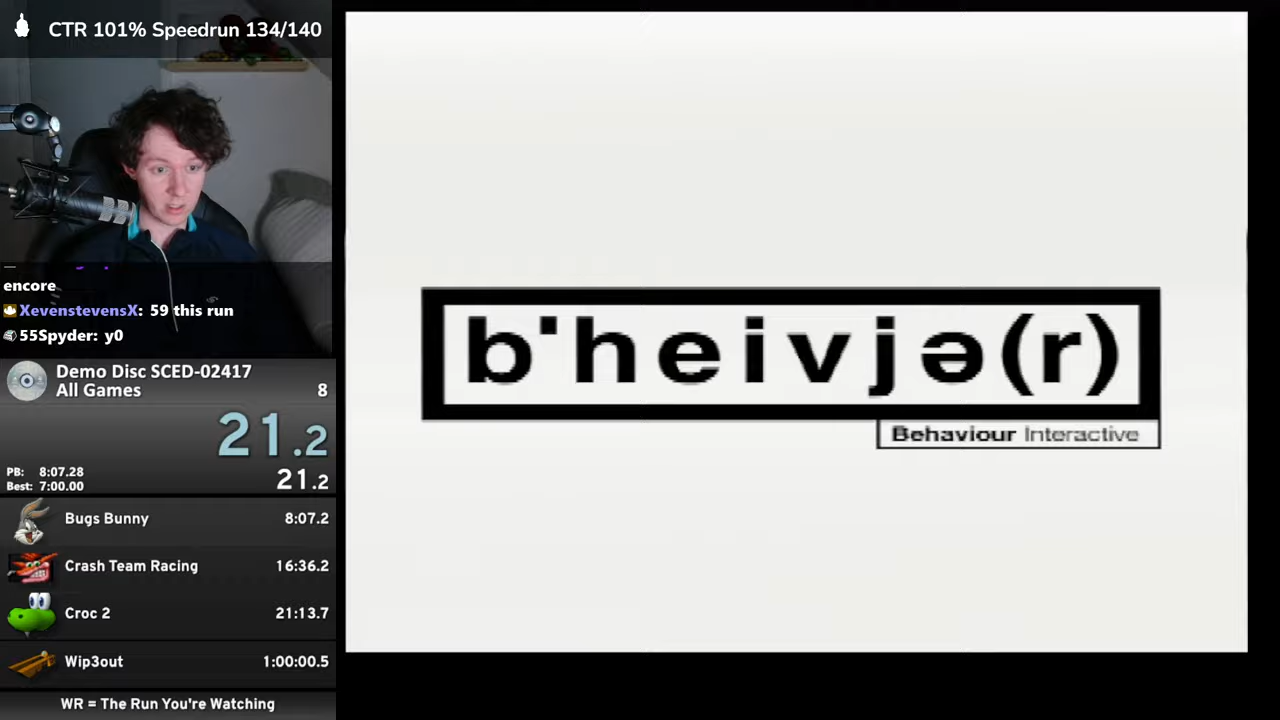 CTR 101% Speedrun 134/140
encore
XevenstevensX: 59 this run
55Spyder: y0
Demo Disc SCED-02417
All Games 8
21.2
PB: 8:07.28
Best: 7:00.00
21.2
Bugs Bunny 8:07.2
Crash Team Racing 16:36.2
Croc 2 21:13.7
Wip3out 1:00:00.5
WR = The Run You're Watching
b'heivjə(r)
Behaviour Interactive